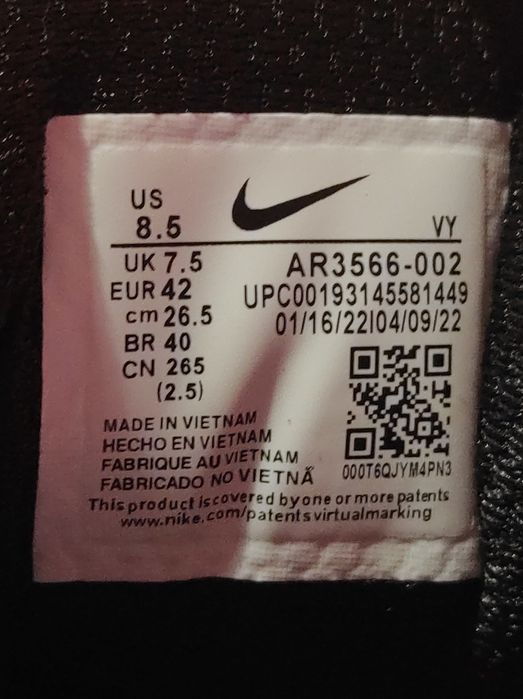 US
8.5
VY
UK 7.5
AR3566-002
EUR 42
UPC00193145581449
cm 26.5
01/16/22I04/09/22
BR 40
CN 265
(2.5)
MADE IN VIETNAM
HECHO EN VIETNAM
FABRIQUE AU VIETNAM
FABRICADO NO VIETNÃ
000T6QJYM4PN3
This product is covered by one or more patents
www.nike.com/patentsvirtualmarking